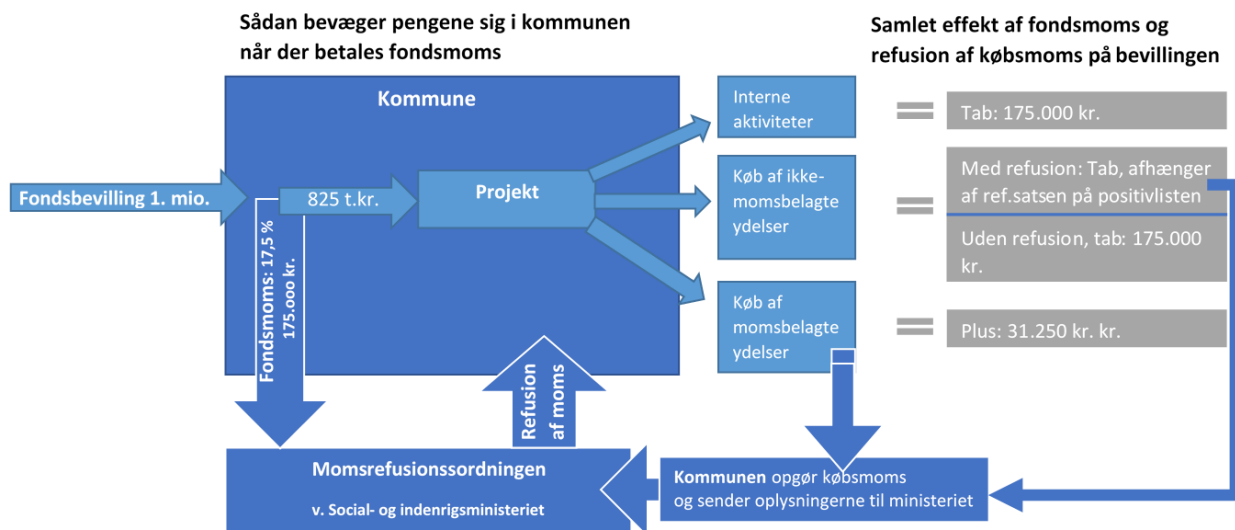 Sådan bevæger pengene sig i kommunen
når der betales fondsmoms
Samlet effekt af fondsmoms og
refusion af købsmoms på bevillingen
Kommune
Fondsbevilling 1. mio.
825 t.kr.
Projekt
Fondsmoms: 17,5 %
175.000 kr.
Interne
aktiviteter
Tab: 175.000 kr.
Køb af ikke-
momsbelagte
ydelser
Med refusion: Tab, afhænger
af ref.satsen på positivlisten
Uden refusion, tab: 175.000
kr.
Køb af
momsbelagte
ydelser
Plus: 31.250 kr. kr.
Refusion
af moms
Momsrefusionssordningen
v. Social- og indenrigsministeriet
Kommunen opgør købsmoms
og sender oplysningerne til ministeriet